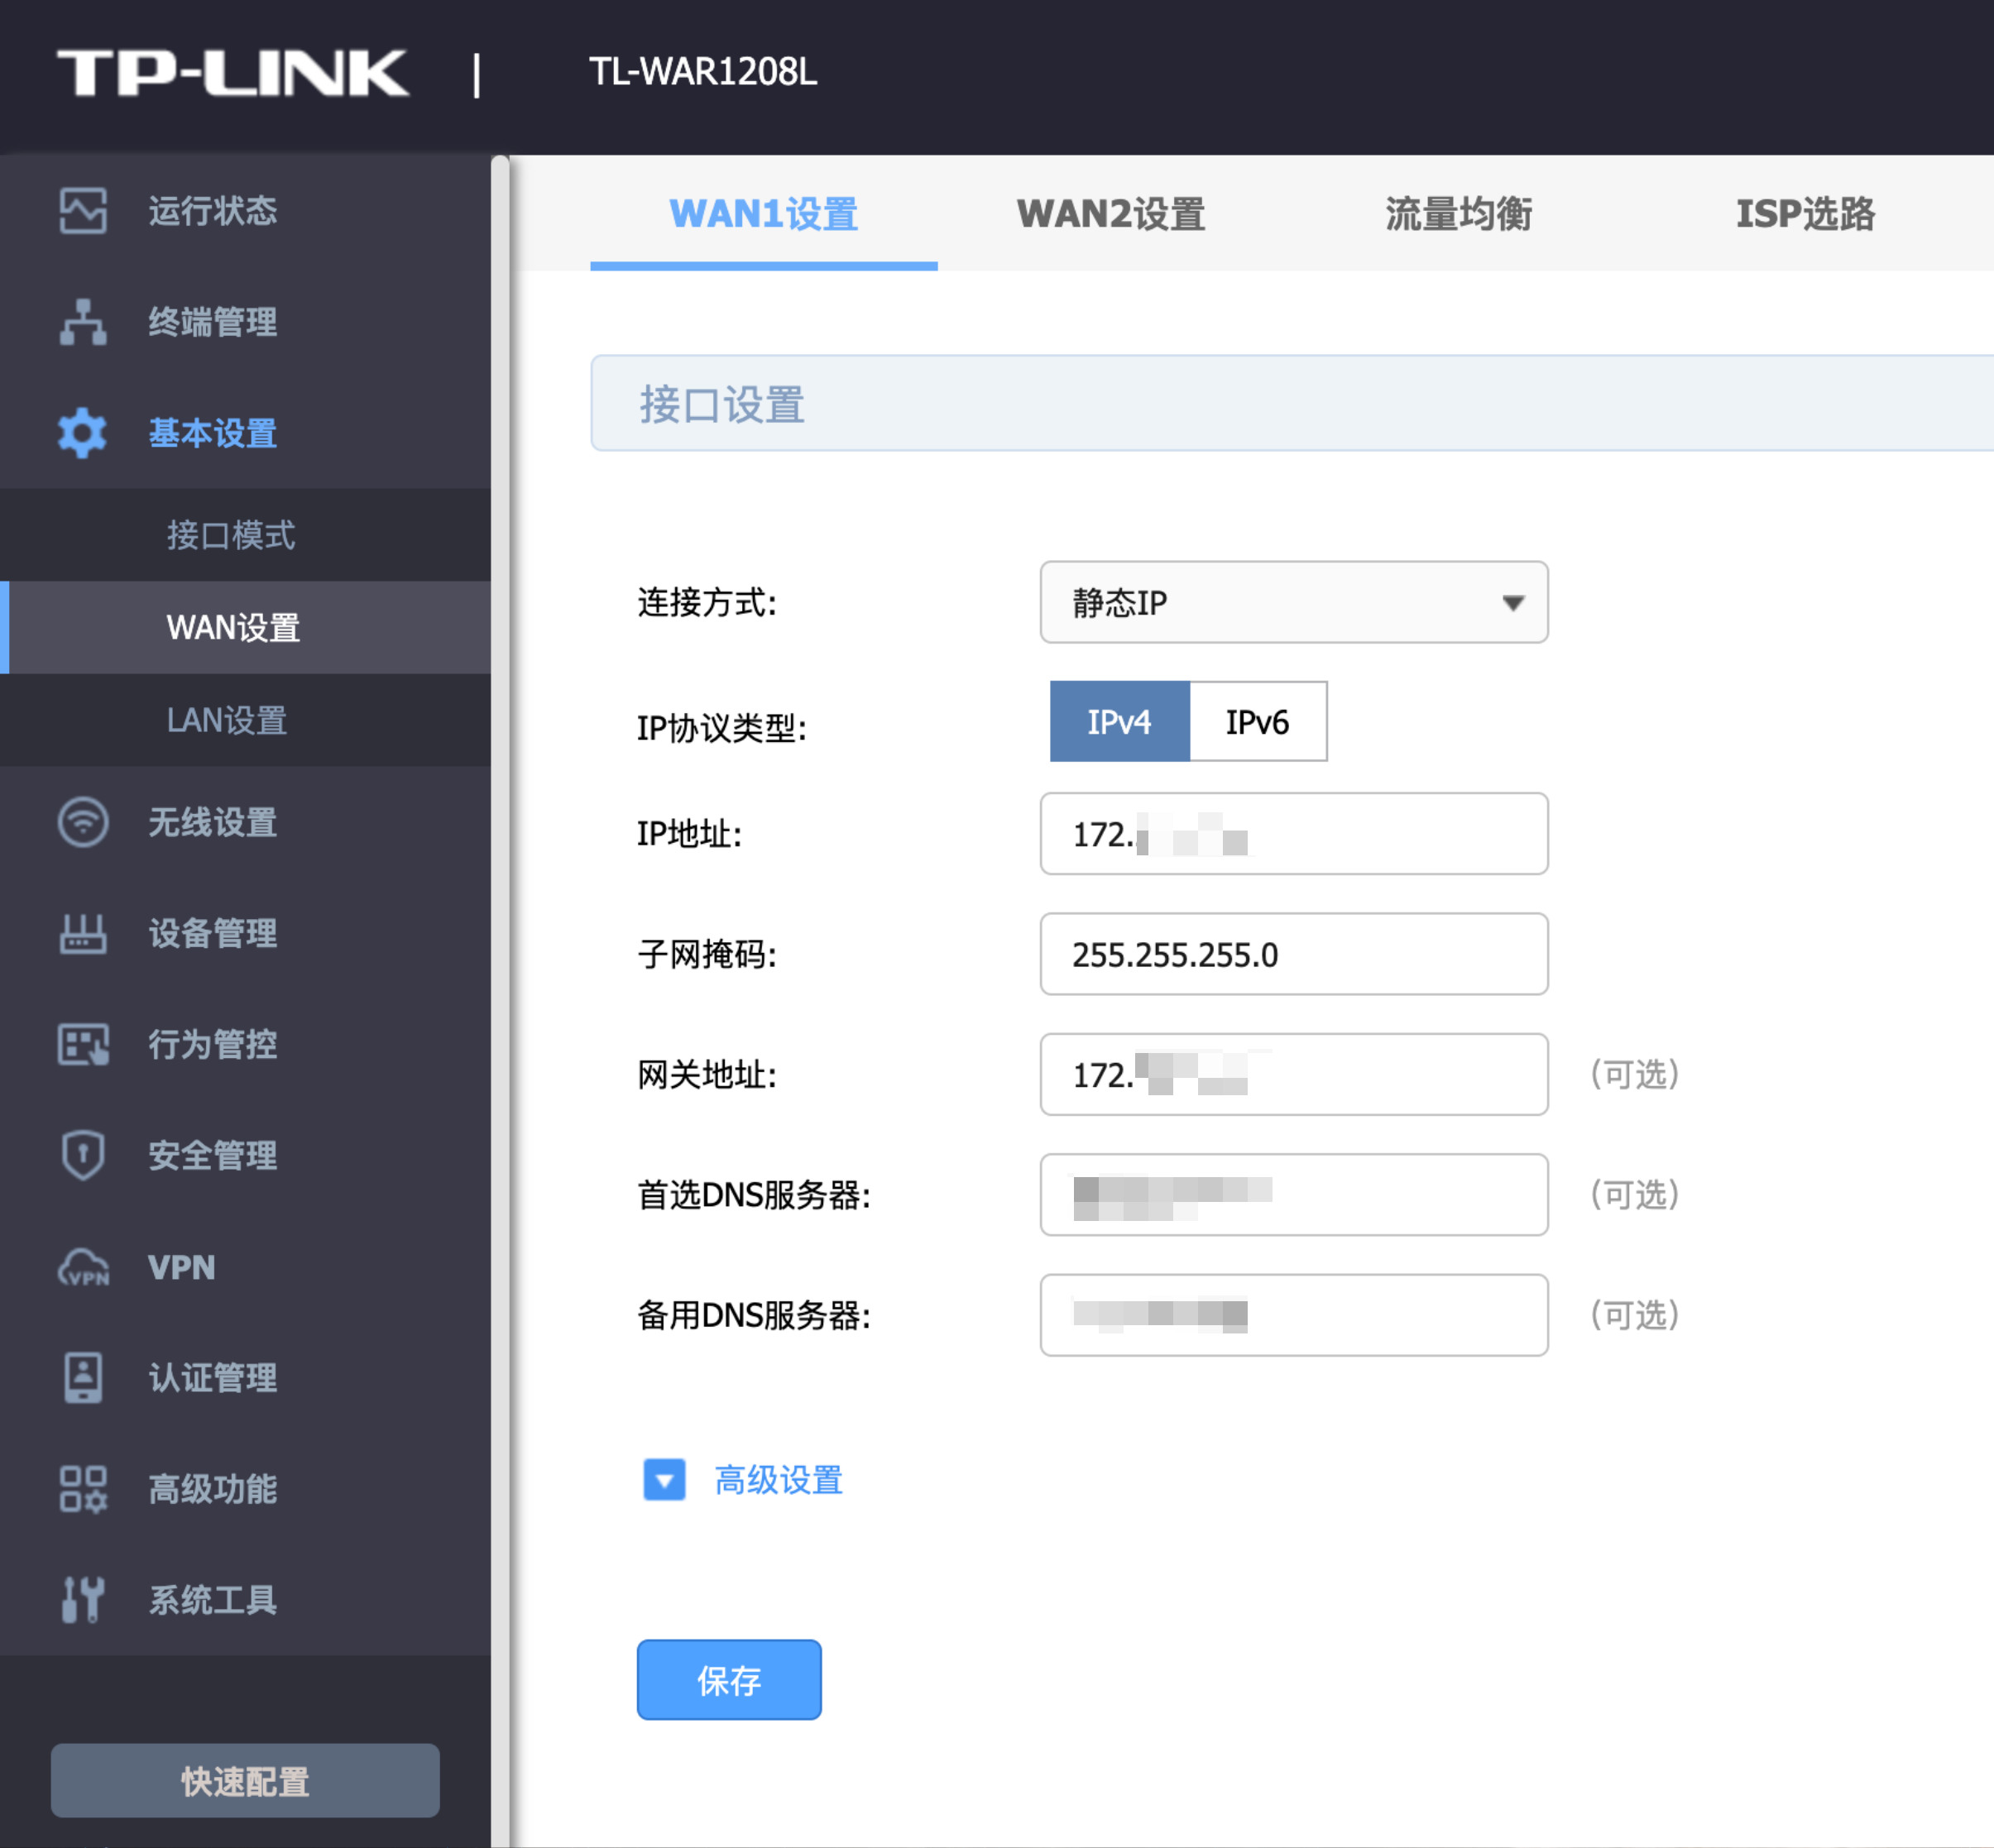 TP-LINK | TL-WAR1208L
运行状态
终端管理
基本设置
接口模式
WAN设置
LAN设置
无线设置
设备管理
行为管控
安全管理
VPN
VPN
认证管理
高级功能
系统工具
快速配置
WAN1设置 WAN2设置 流量均衡 ISP选路
接口设置
连接方式: 静态IP
IP协议类型: IPv4 IPv6
IP地址: 172.
子网掩码: 255.255.255.0
网关地址: 172. (可选)
首选DNS服务器: (可选)
备用DNS服务器: (可选)
高级设置
保存